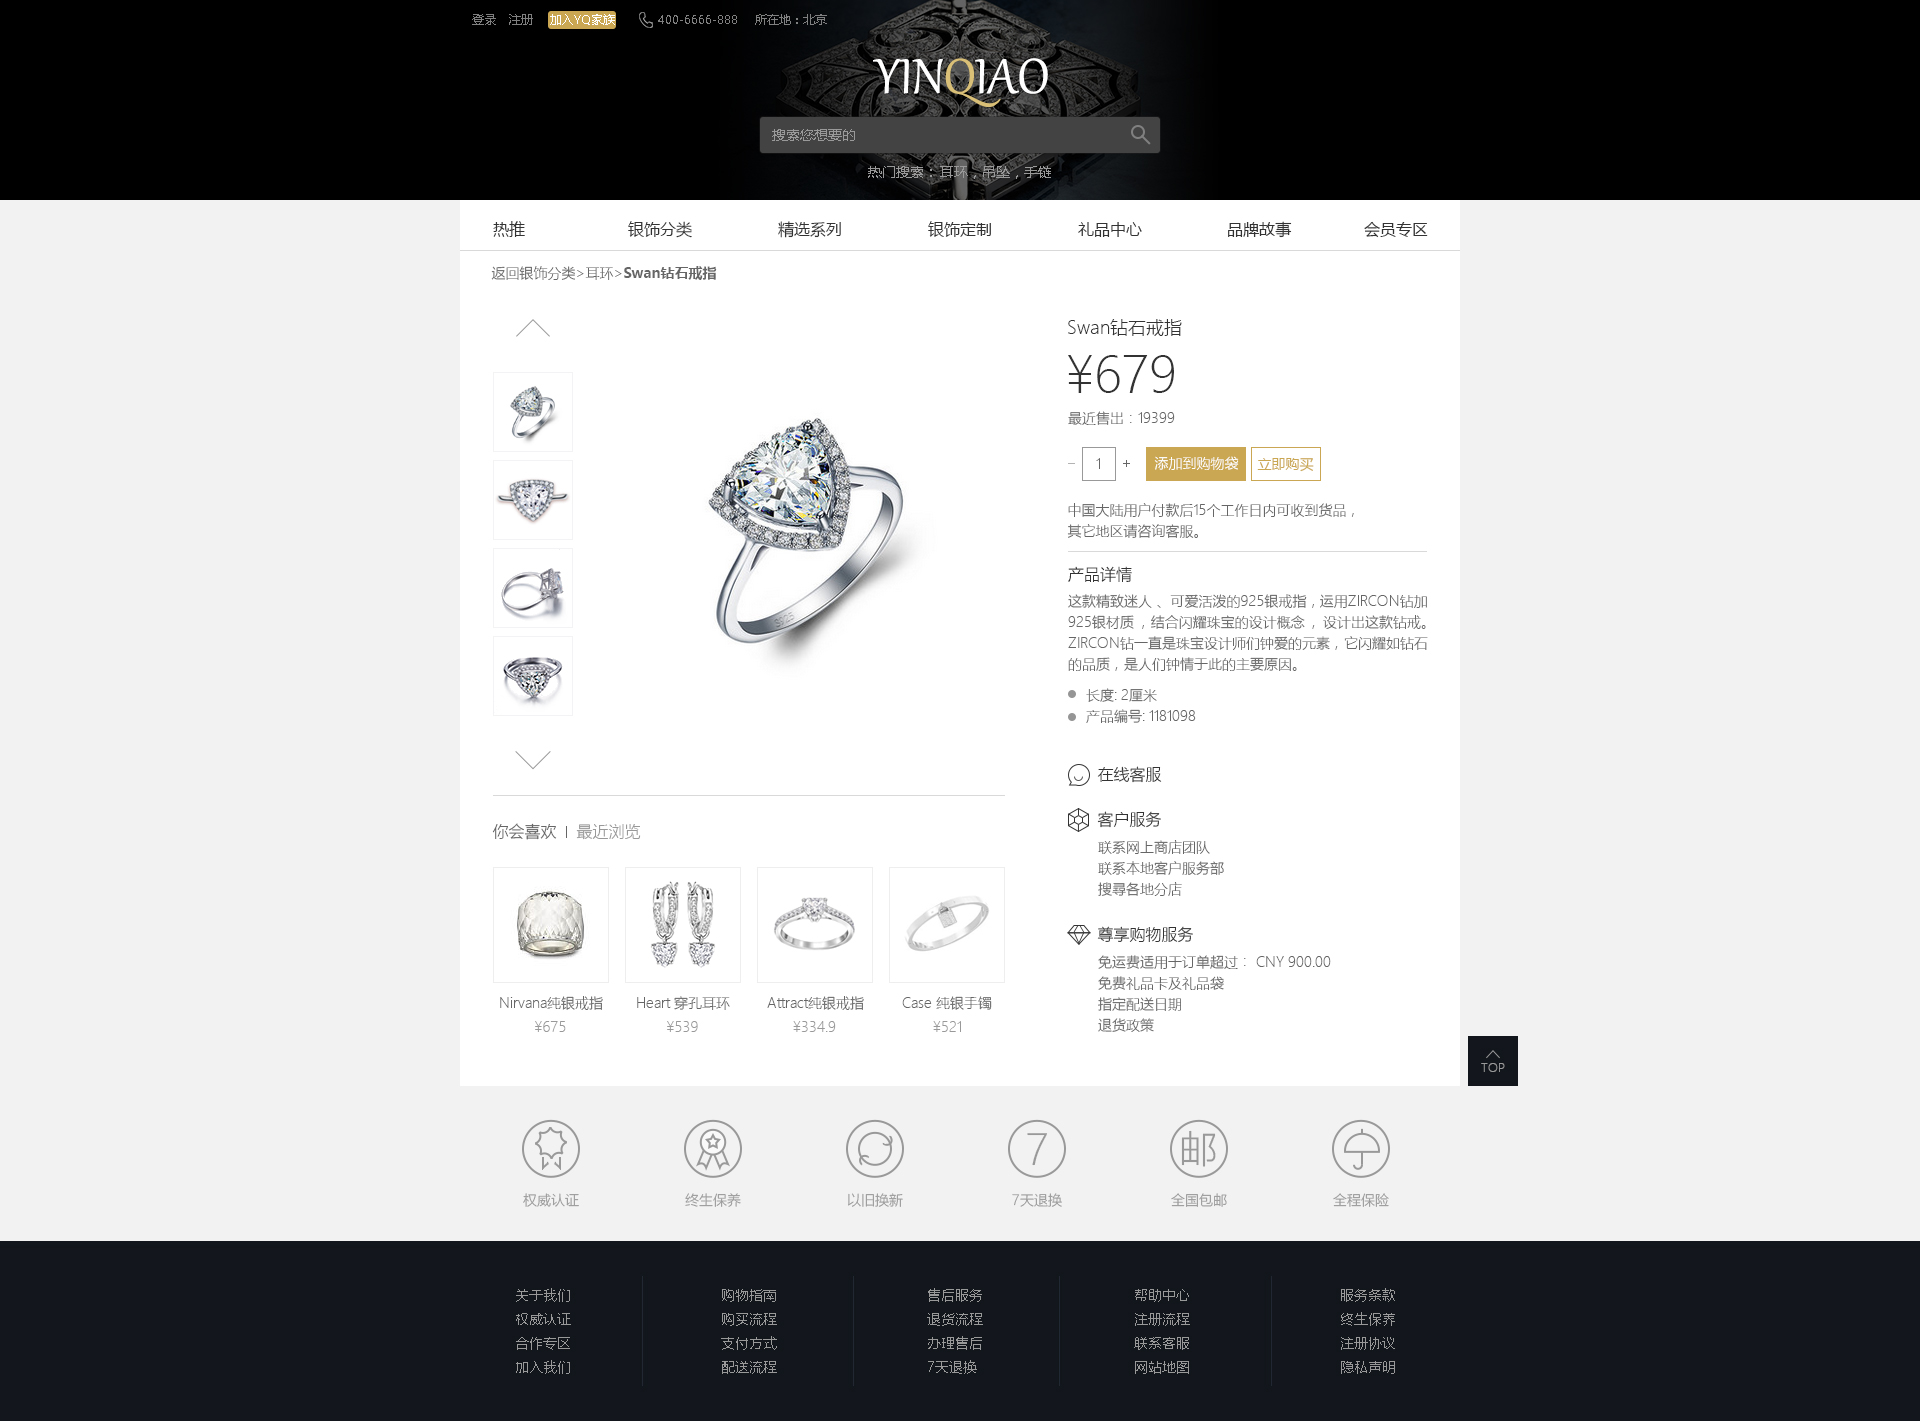 登录 注册 加入YQ家族 400-6666-888 所在地：北京
YINQIAO
搜索您想要的
热门搜索：耳环，吊坠，手链
热推 银饰分类 精选系列 银饰定制 礼品中心 品牌故事 会员专区
返回银饰分类>耳环>Swan钻石戒指
Swan钻石戒指
¥679
最近售出：19399
− 1 + 添加到购物袋 立即购买
中国大陆用户付款后15个工作日内可收到货品，
其它地区请咨询客服。
产品详情
这款精致迷人、可爱活泼的925银戒指，运用ZIRCON钻加
925银材质，结合闪耀珠宝的设计概念，设计出这款钻戒。
ZIRCON钻一直是珠宝设计师们钟爱的元素，它闪耀如钻石
的品质，是人们钟情于此的主要原因。
长度: 2厘米
产品编号: 1181098
在线客服
客户服务
联系网上商店团队
联系本地客户服务部
搜尋各地分店
尊享购物服务
免运费适用于订单超过： CNY 900.00
免费礼品卡及礼品袋
指定配送日期
退货政策
S925
你会喜欢 | 最近浏览
Nirvana纯银戒指 Heart 穿孔耳环 Attract纯银戒指 Case 纯银手镯
¥675 ¥539 ¥334.9 ¥521
TOP
7 邮
权威认证 终生保养 以旧换新 7天退换 全国包邮 全程保险
关于我们 购物指南 售后服务 帮助中心 服务条款
权威认证 购买流程 退货流程 注册流程 终生保养
合作专区 支付方式 办理售后 联系客服 注册协议
加入我们 配送流程 7天退换 网站地图 隐私声明